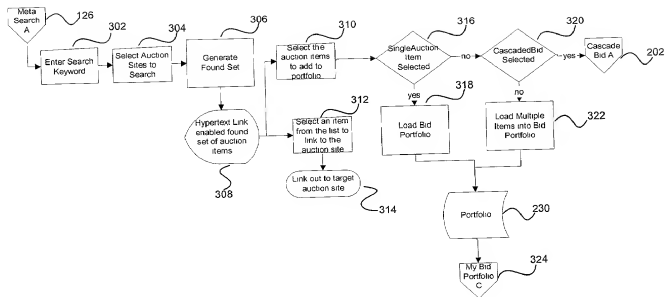 Meta
Search
A
126
302
Enter Search
Keyword
304
Select Auction
Sites to
Search
306
Generate
Found Set
Hypertext Link
enabled found
set of auction
items
308
310
Select the
auction items
to add to
portfolio
312
Select an item
from the list to
link to the
auction site
Link out to target
auction site
314
316
SingleAuction
Item
Selected
no
yes
318
Load Bid
Portfolio
320
CascadedBid
Selected
yes
no
Cascade
Bid A
202
Load Multiple
Items into Bid
Portfolio
322
Portfolio
230
My Bid
Portfolio
C
324